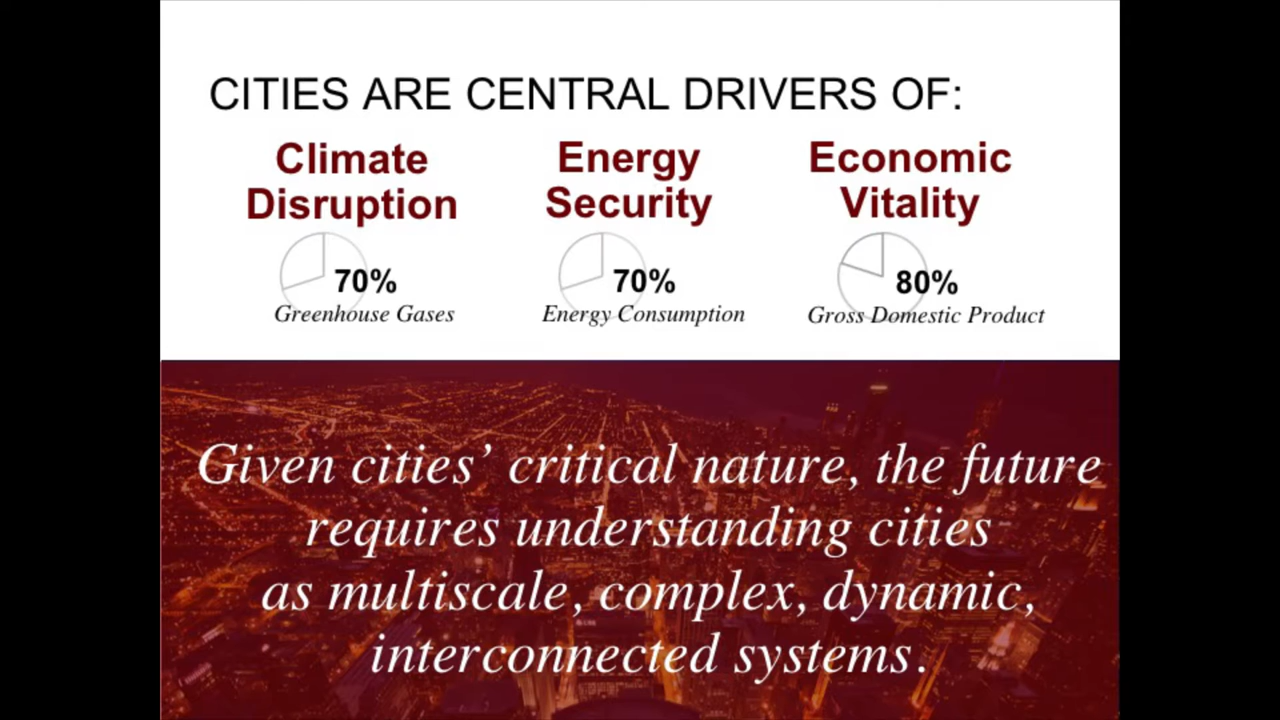 CITIES ARE CENTRAL DRIVERS OF:
Climate
Disruption
70%
Greenhouse Gases
Energy
Security
70%
Energy Consumption
Economic
Vitality
80%
Gross Domestic Product
Given cities’ critical nature, the future
requires understanding cities
as multiscale, complex, dynamic,
interconnected systems.